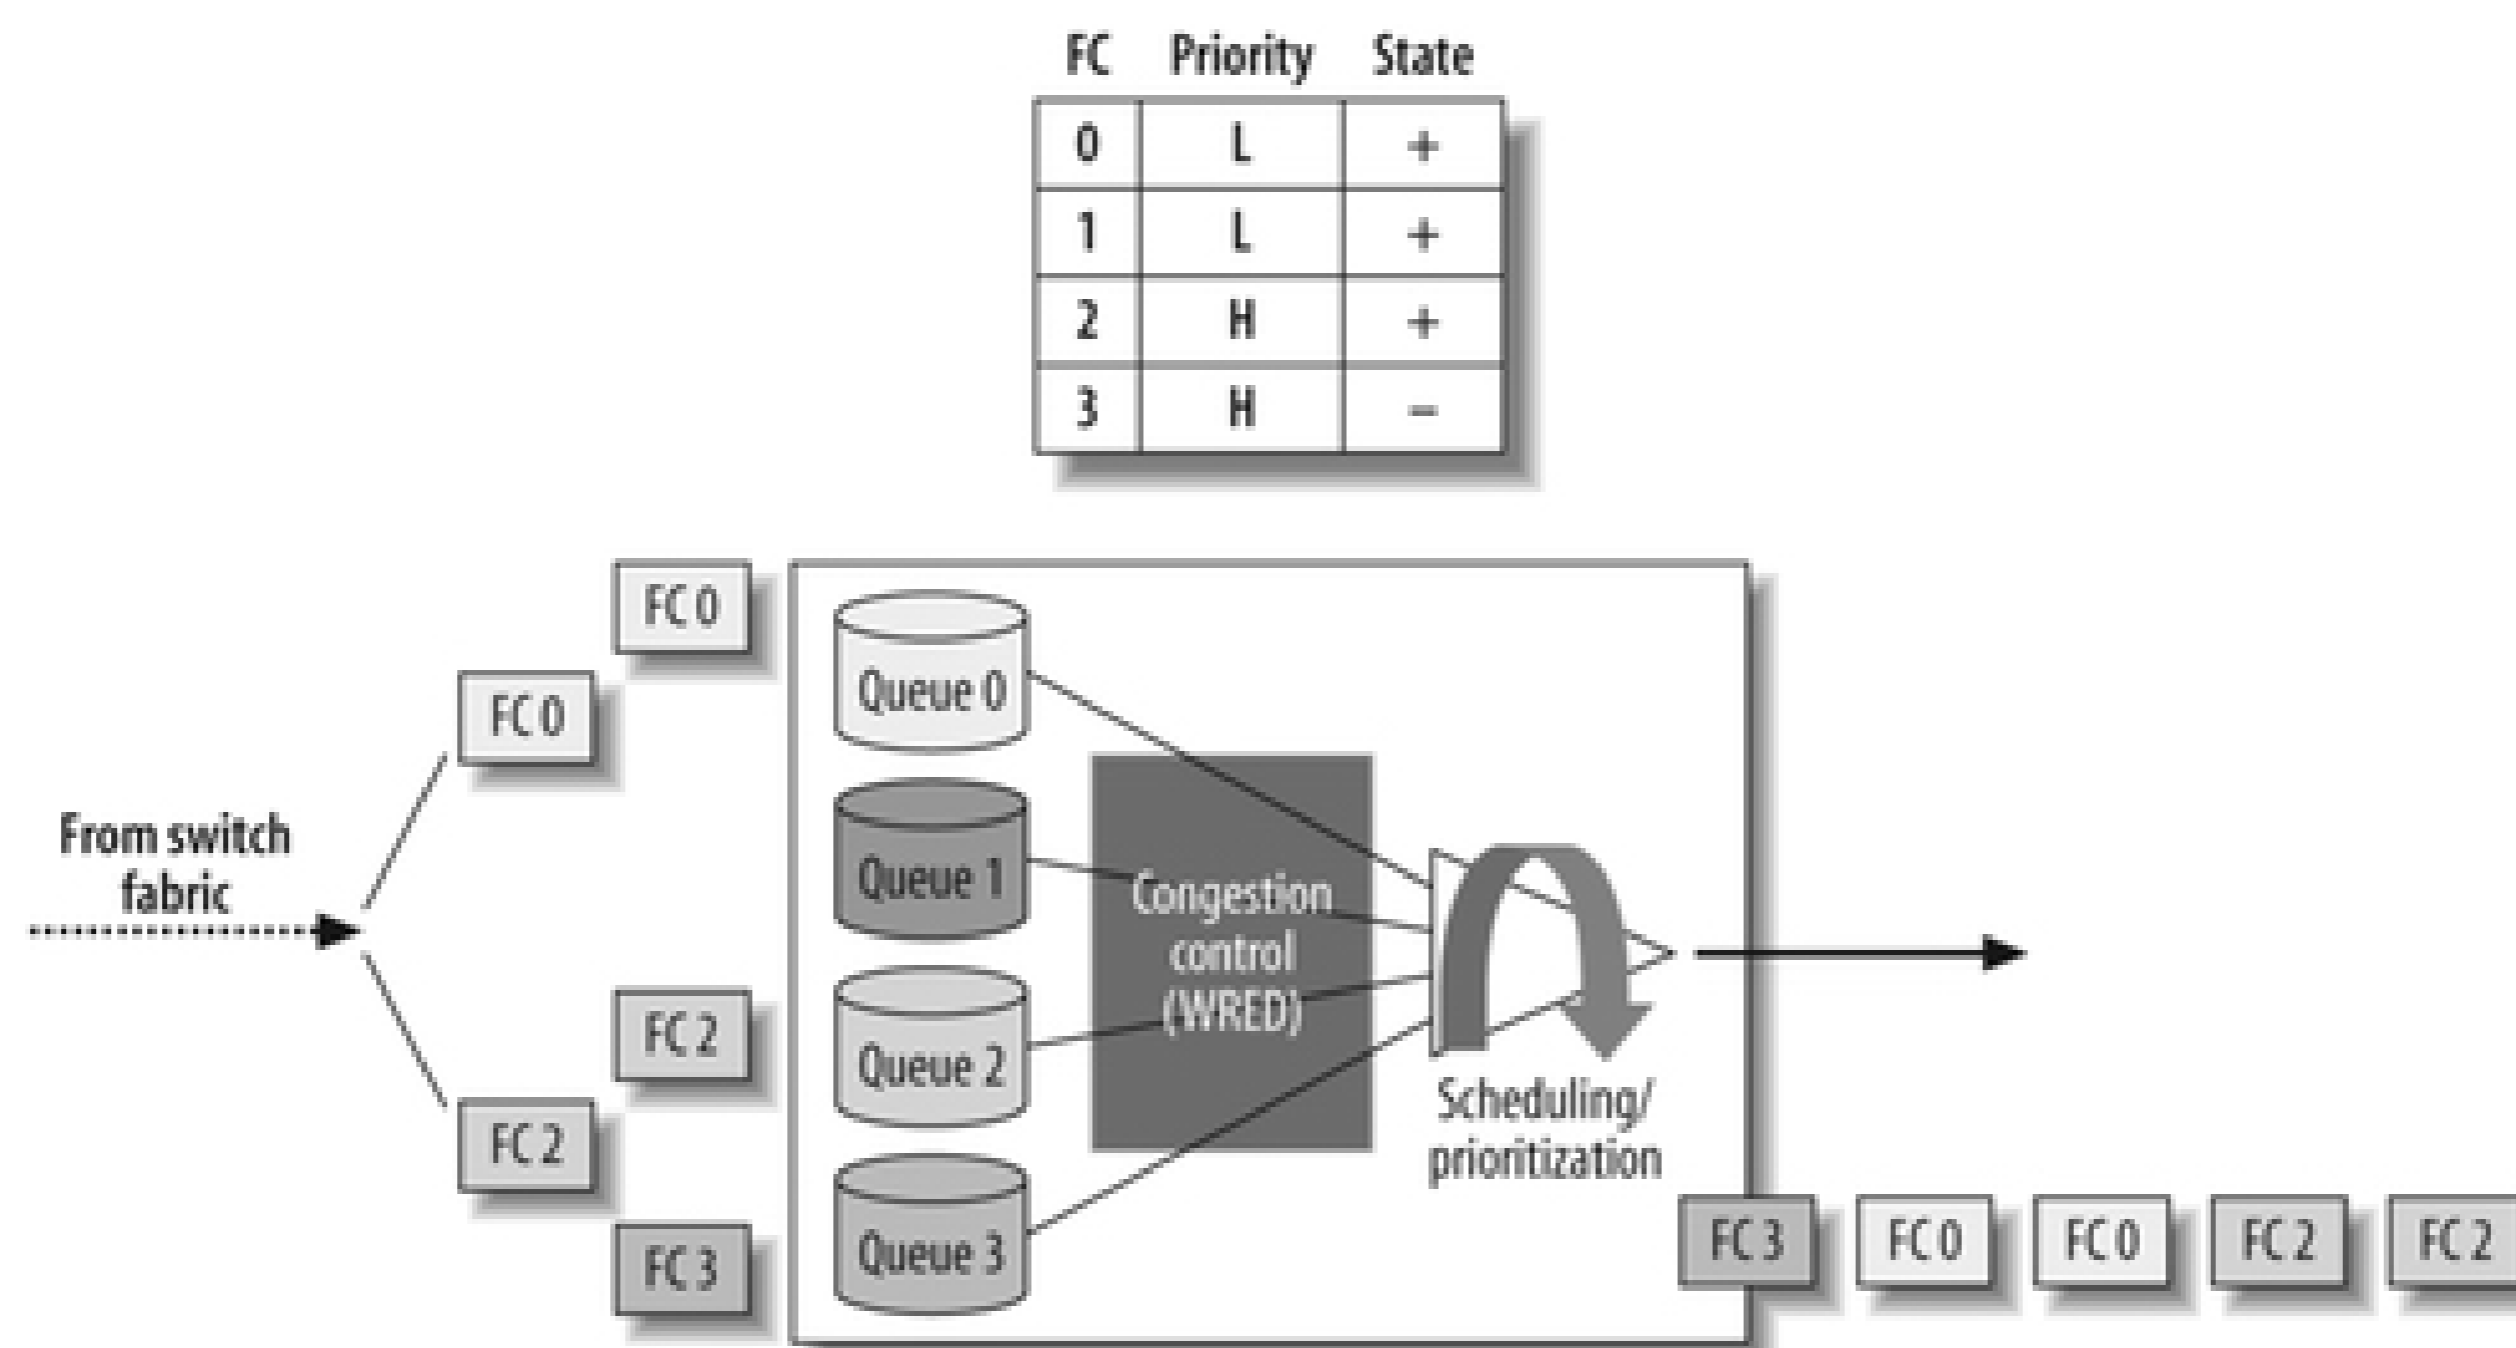 FC Priority State
0 L +
1 L +
2 H +
3 H –
FC 0
FC 0
From switch
fabric
FC 2
FC 2
FC 3
Queue 0
Queue 1
Queue 2
Queue 3
Congestion
control
(WRED)
Scheduling/
prioritization
FC 3 FC 0 FC 0 FC 2 FC 2